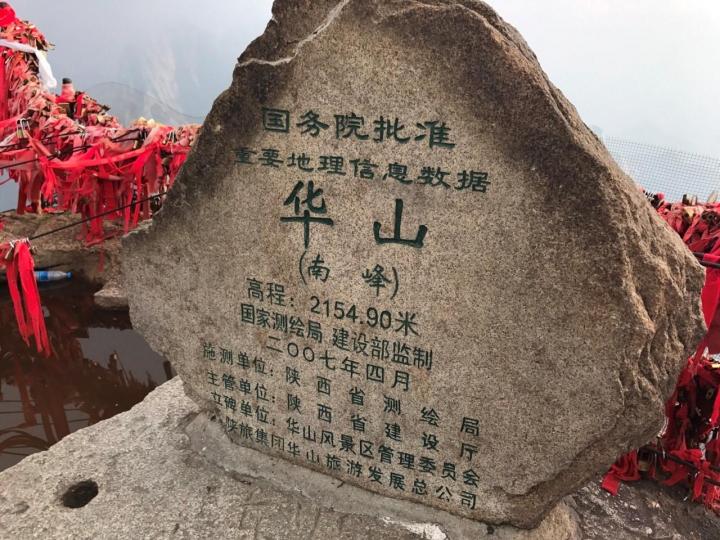 国务院批准
重要地理信息数据
华山
(南峰)
高程：2154.90米
国家测绘局 建设部监制
二〇〇七年四月
施测单位：陕西省测绘局
主管单位：陕西省建设厅
立碑单位：华山风景区管理委员会
陕旅集团华山旅游发展总公司